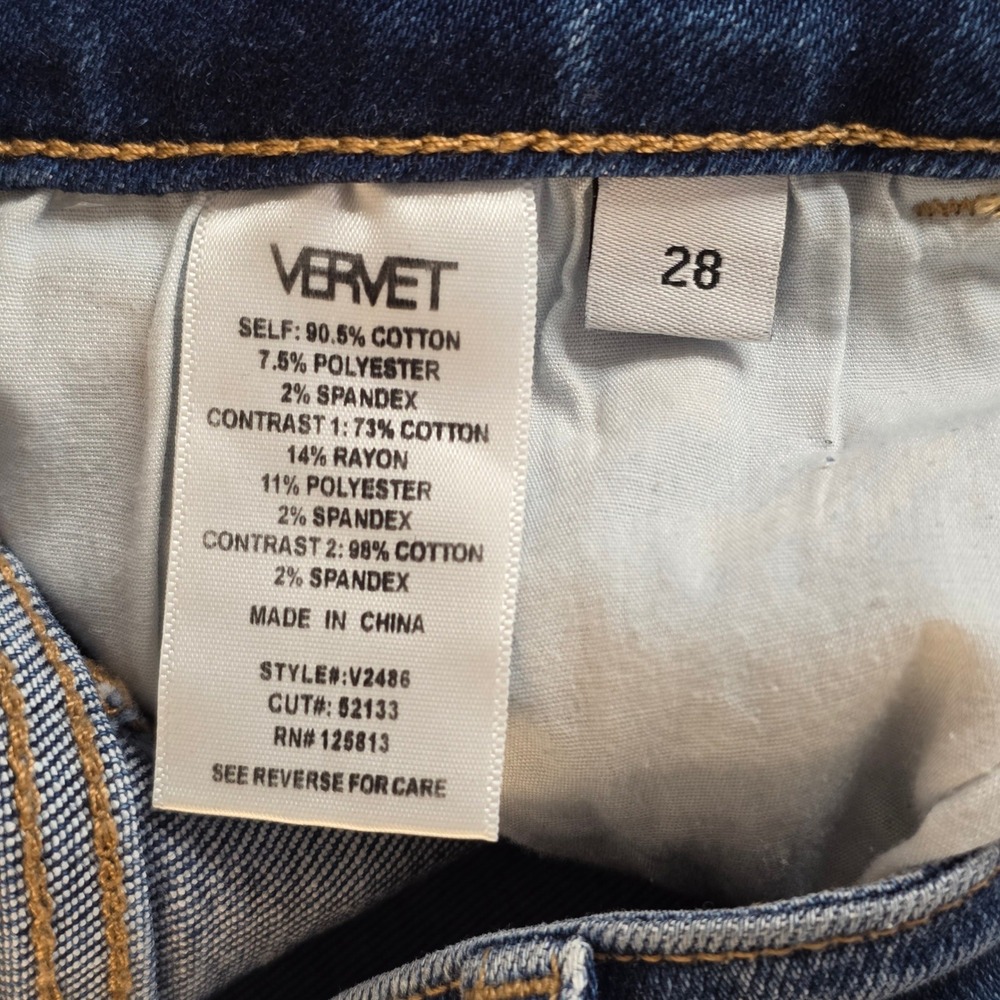 VERVET
SELF: 90.5% COTTON
7.5% POLYESTER
2% SPANDEX
CONTRAST 1: 73% COTTON
14% RAYON
11% POLYESTER
2% SPANDEX
CONTRAST 2: 98% COTTON
2% SPANDEX
MADE IN CHINA
STYLE#:V2486
CUT#: 52133
RN# 125813
SEE REVERSE FOR CARE
28